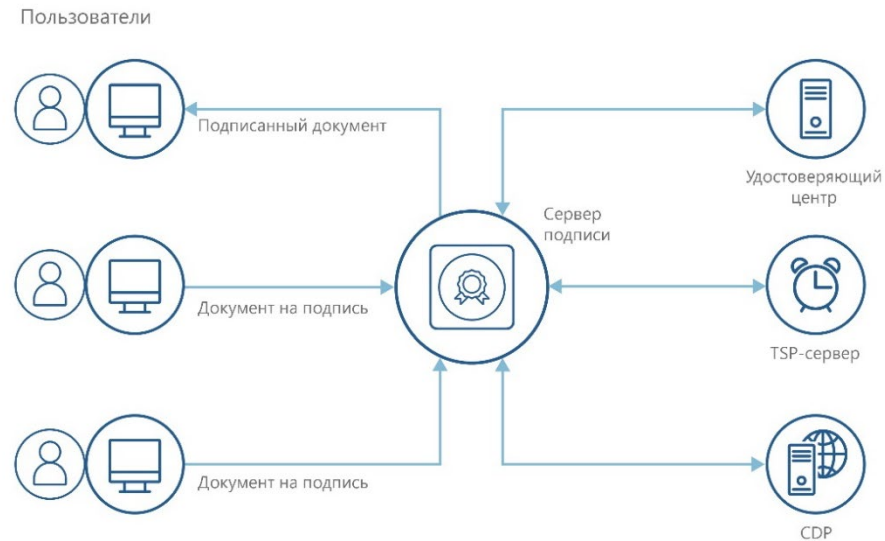 Пользователи
Подписанный документ
Удостоверяющий
центр
Сервер
подписи
Документ на подпись
TSP-сервер
Документ на подпись
CDP